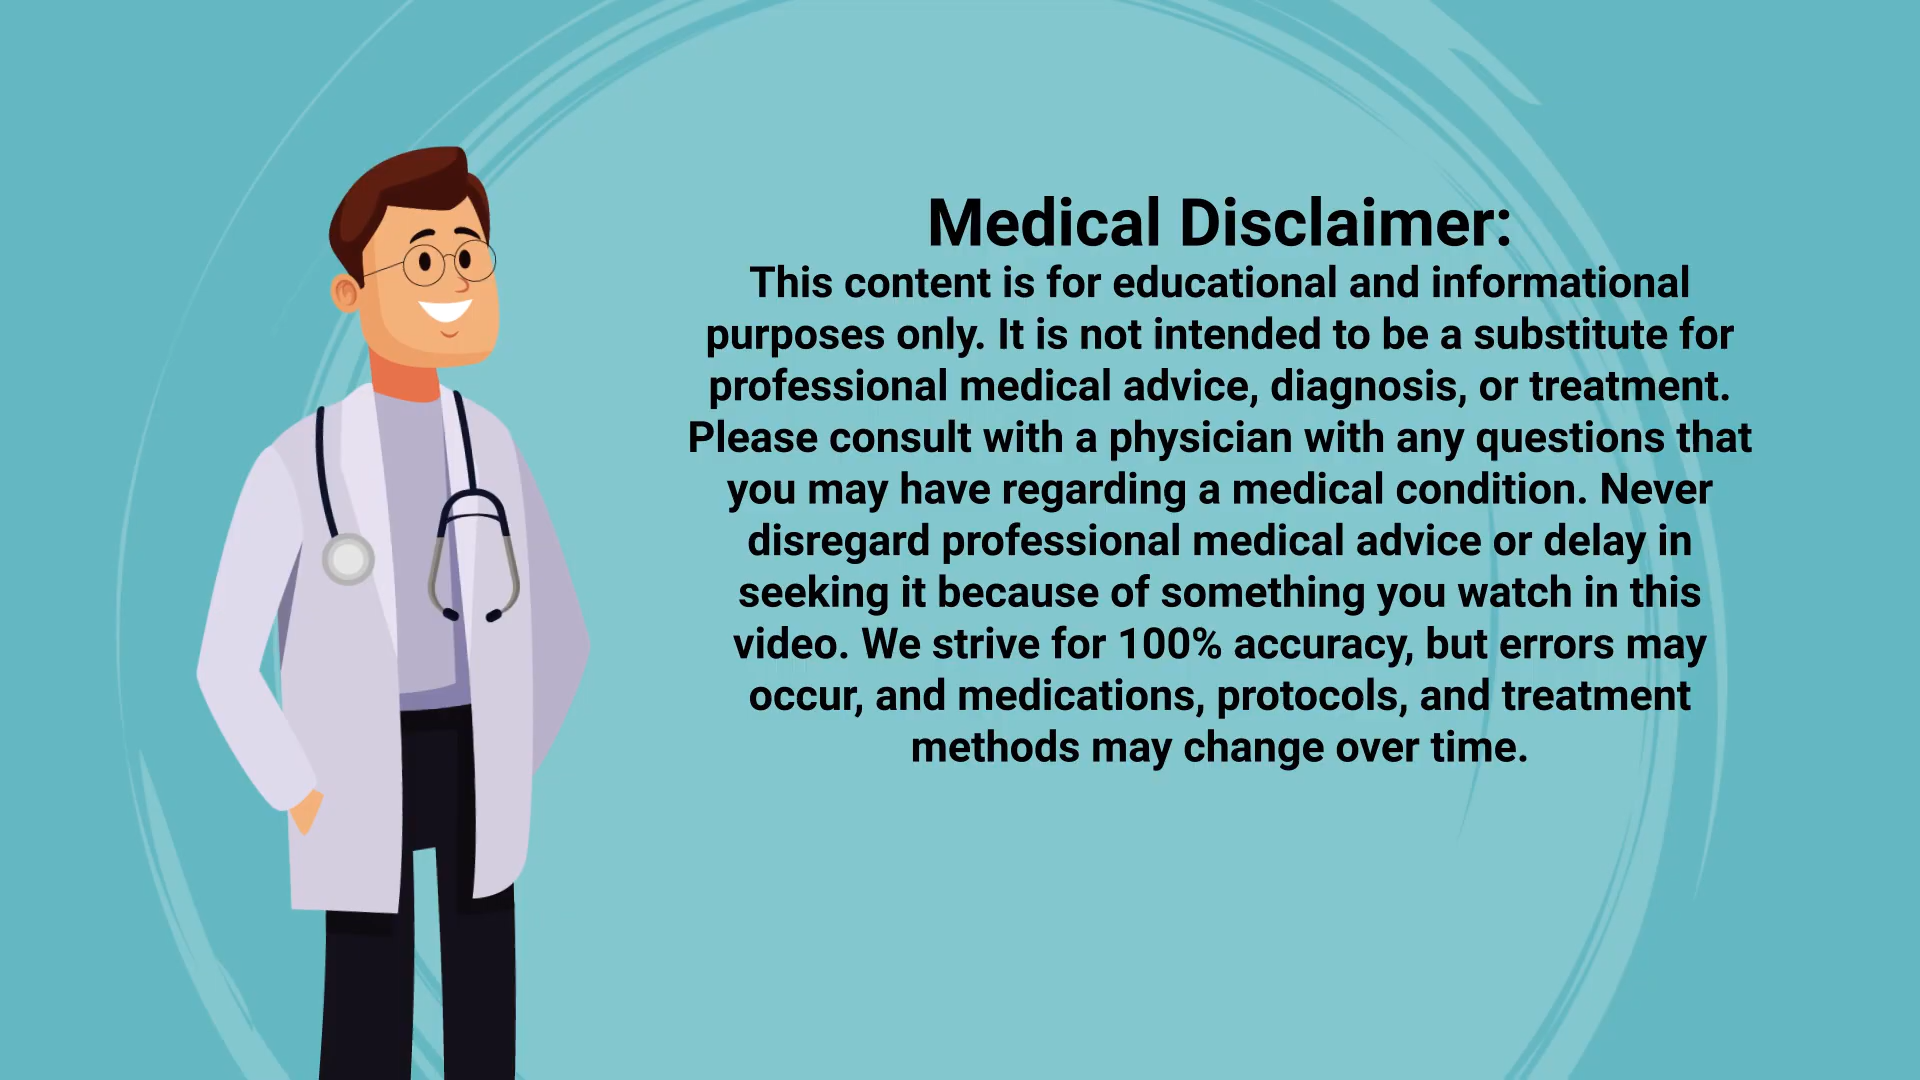 Medical Disclaimer:
This content is for educational and informational
purposes only. It is not intended to be a substitute for
professional medical advice, diagnosis, or treatment.
Please consult with a physician with any questions that
you may have regarding a medical condition. Never
disregard professional medical advice or delay in
seeking it because of something you watch in this
video. We strive for 100% accuracy, but errors may
occur, and medications, protocols, and treatment
methods may change over time.